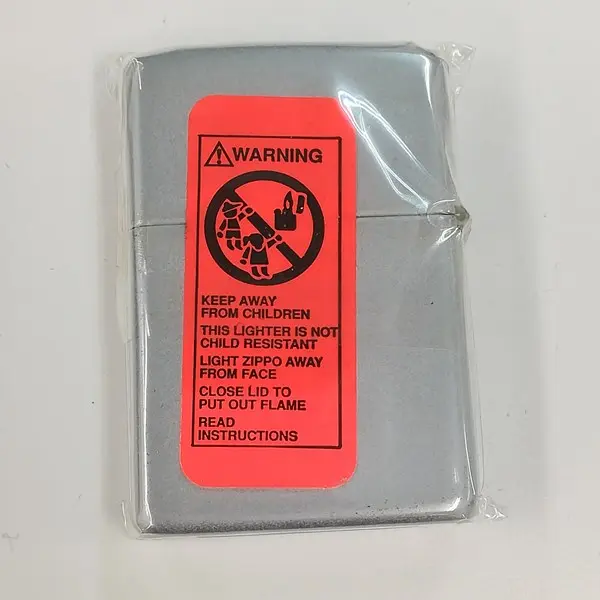 WARNING
KEEP AWAY
FROM CHILDREN
THIS LIGHTER IS NOT
CHILD RESISTANT
LIGHT ZIPPO AWAY
FROM FACE
CLOSE LID TO
PUT OUT FLAME
READ
INSTRUCTIONS